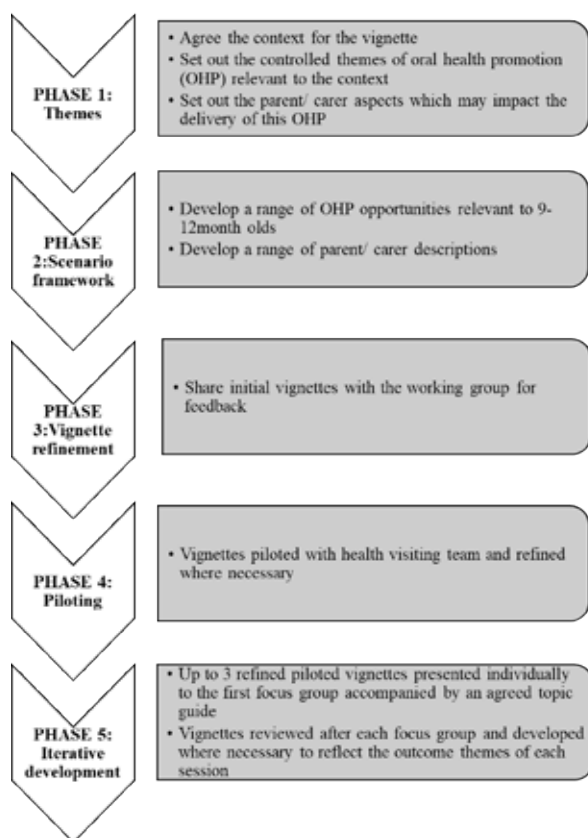 PHASE 1:
Themes
• Agree the context for the vignette
• Set out the controlled themes of oral health promotion
(OHP) relevant to the context
• Set out the parent/ carer aspects which may impact the
delivery of this OHP
PHASE
2:Scenario
framework
• Develop a range of OHP opportunities relevant to 9-
12month olds
• Develop a range of parent/ carer descriptions
PHASE
3:Vignette
refinement
• Share initial vignettes with the working group for
feedback
PHASE 4:
Piloting
• Vignettes piloted with health visiting team and refined
where necessary
PHASE 5:
Iterative
development
• Up to 3 refined piloted vignettes presented individually
to the first focus group accompanied by an agreed topic
guide
• Vignettes reviewed after each focus group and developed
where necessary to reflect the outcome themes of each
session